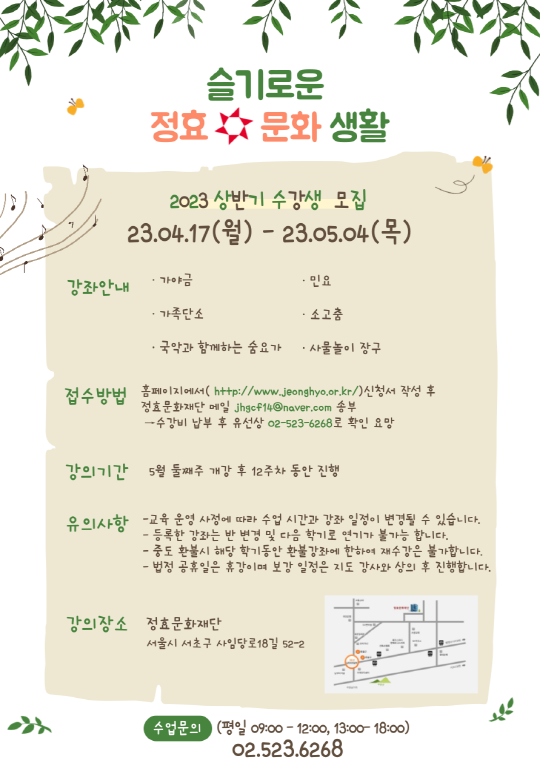 슬기로운
정효 문화 생활
2023 상반기 수강생 모집
23.04.17(월) - 23.05.04(목)
강좌안내
· 가야금
· 민요
· 가족단소
· 소고춤
· 국악과 함께하는 숨요가
· 사물놀이 장구
접수방법
홈페이지에서( http://www.jeonghyo.or.kr/)신청서 작성 후
정효문화재단 메일 jhgcf14@naver.com 송부
→수강비 납부 후 유선상 02-523-6268로 확인 요망
강의기간
5월 둘째주 개강 후 12주차 동안 진행
유의사항
-교육 운영 사정에 따라 수업 시간과 강좌 일정이 변경될 수 있습니다.
- 등록한 강좌는 반 변경 및 다음 학기로 연기가 불가능 합니다.
- 중도 환불시 해당 학기동안 환불강좌에 한하여 재수강은 불가합니다.
- 법정 공휴일은 휴강이며 보강 일정은 지도 강사와 상의 후 진행합니다.
강의장소
정효문화재단
서울시 서초구 사임당로18길 52-2
수업문의 (평일 09:00 - 12:00, 13:00- 18:00)
02.523.6268